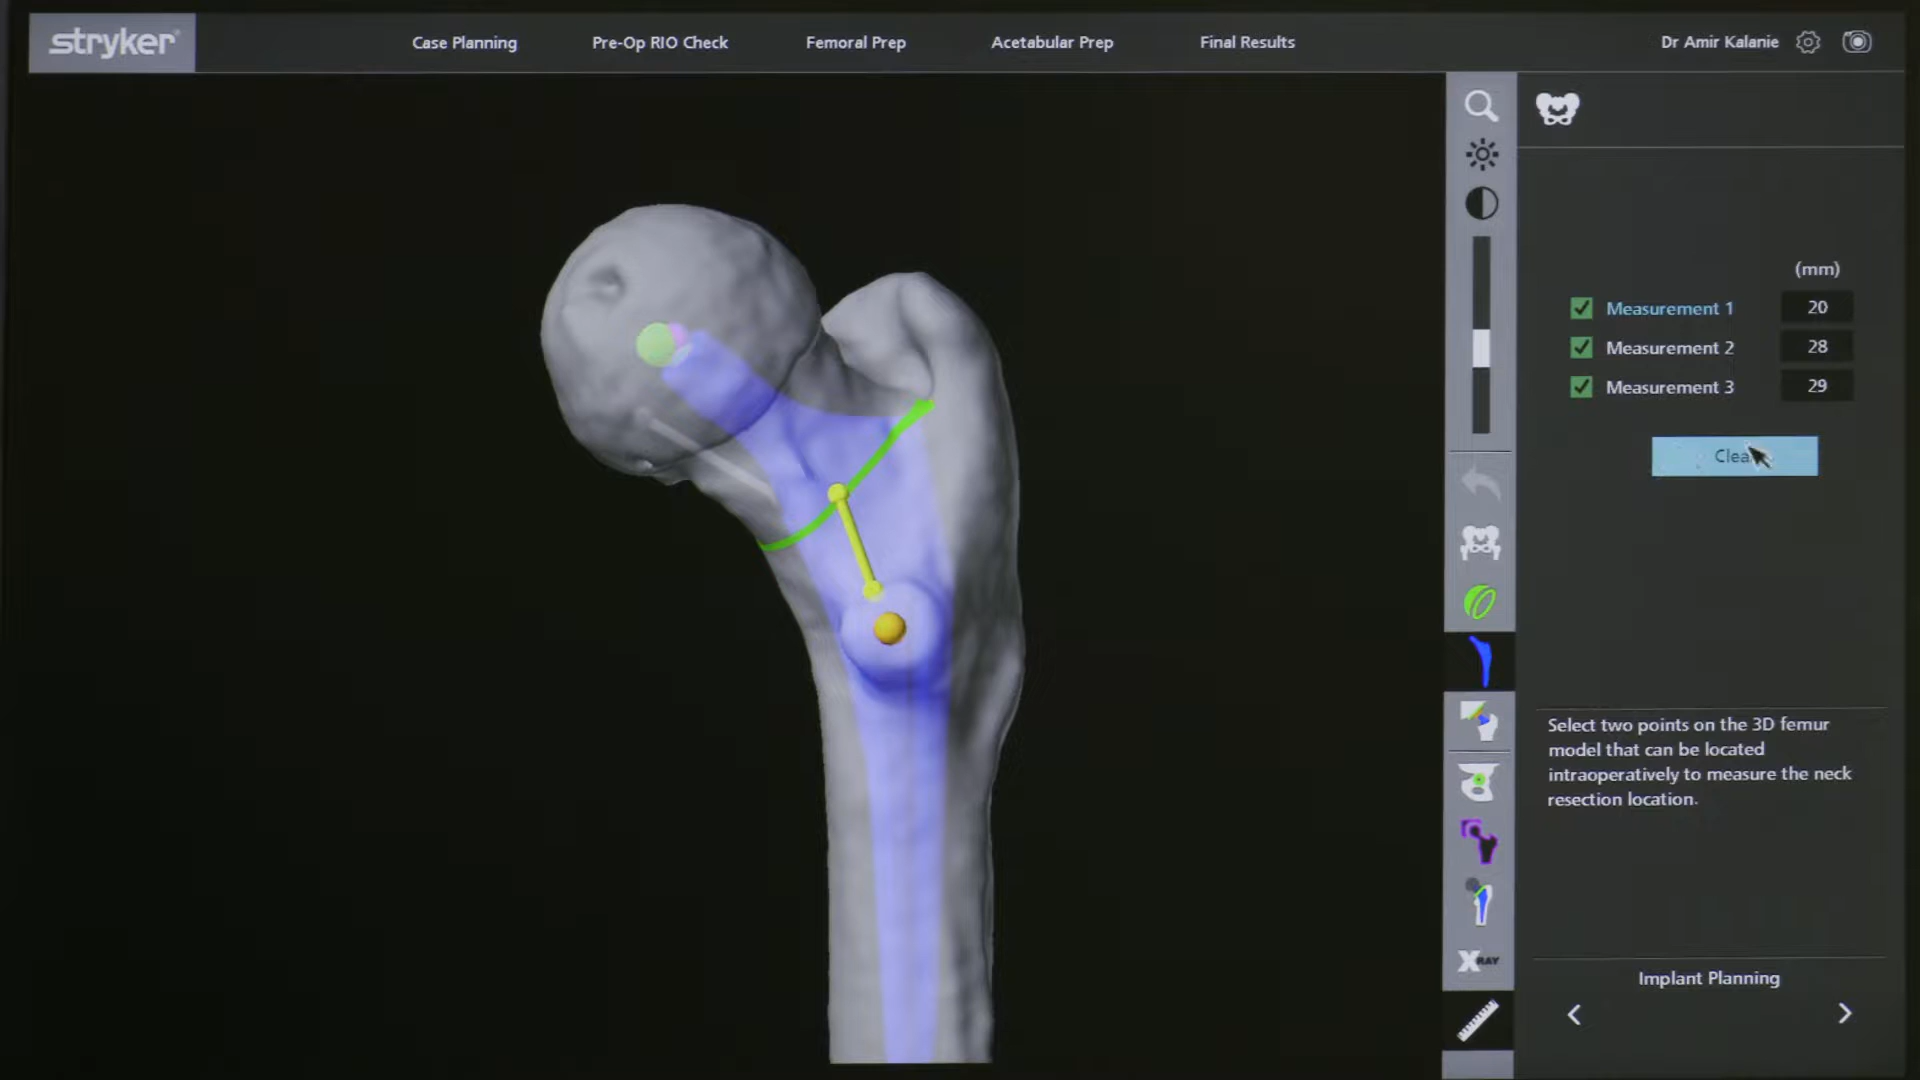 stryker®
Case Planning
Pre-Op RIO Check
Femoral Prep
Acetabular Prep
Final Results
Dr Amir Kalanie
(mm)
Measurement 1 20
Measurement 2 28
Measurement 3 29
Clea
Select two points on the 3D femur
model that can be located
intraoperatively to measure the neck
resection location.
XRAY
Implant Planning